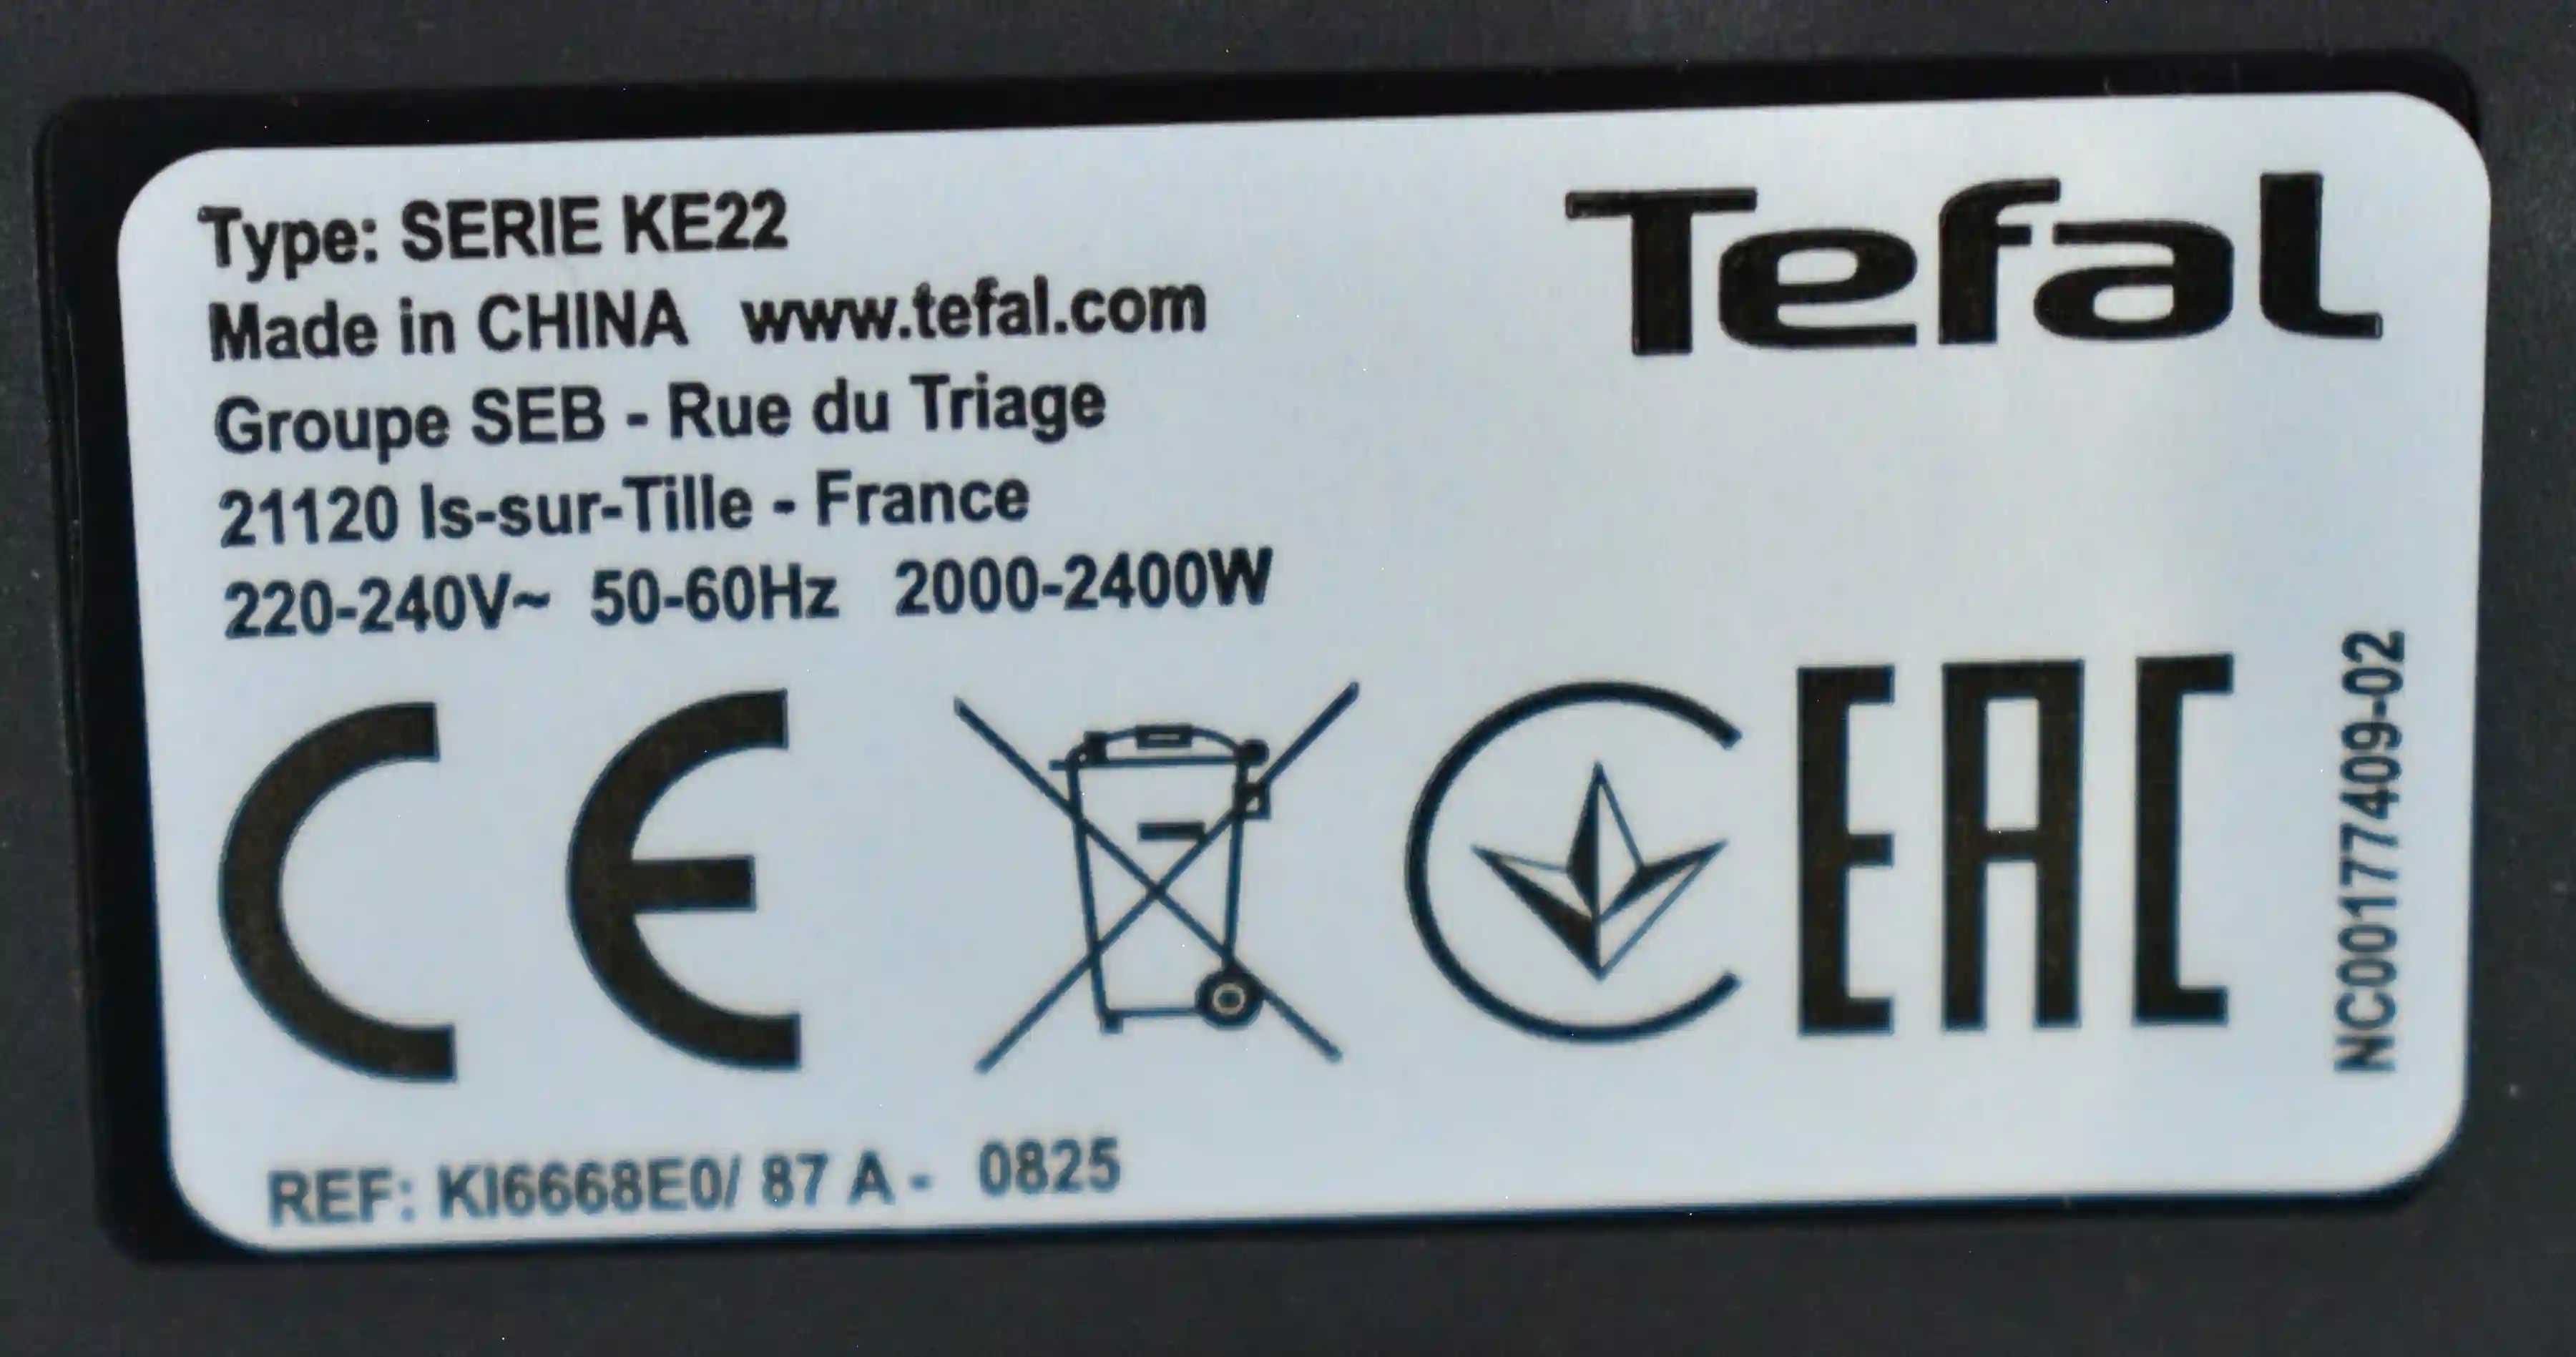 Type: SERIE KE22
Tefal
Made in CHINA www.tefal.com
Groupe SEB - Rue du Triage
21120 Is-sur-Tille - France
220-240V~ 50-60Hz 2000-2400W
CE
EAC
NC00177409-02
REF: KI6668E0/ 87 A - 0825